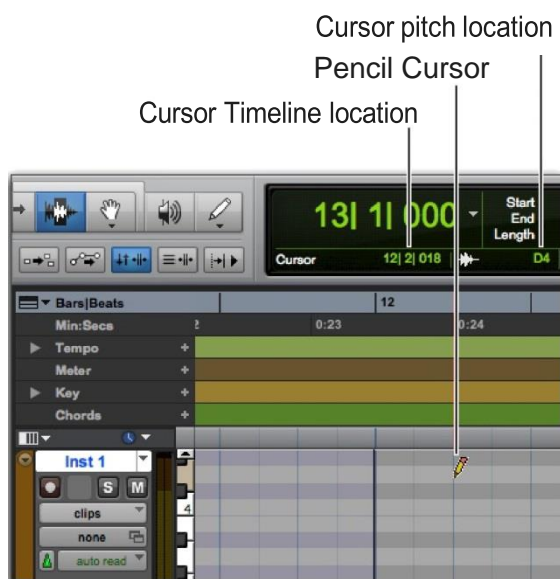 Cursor pitch location
Pencil Cursor
Cursor Timeline location
13| 1| 000
Start
End
Length
Cursor 12| 2| 018 D4
Bars|Beats 12
Min:Secs 2 0:23 0:24
Tempo +
Meter +
Key +
Chords +
Inst 1
S M
clips 4
none
auto read